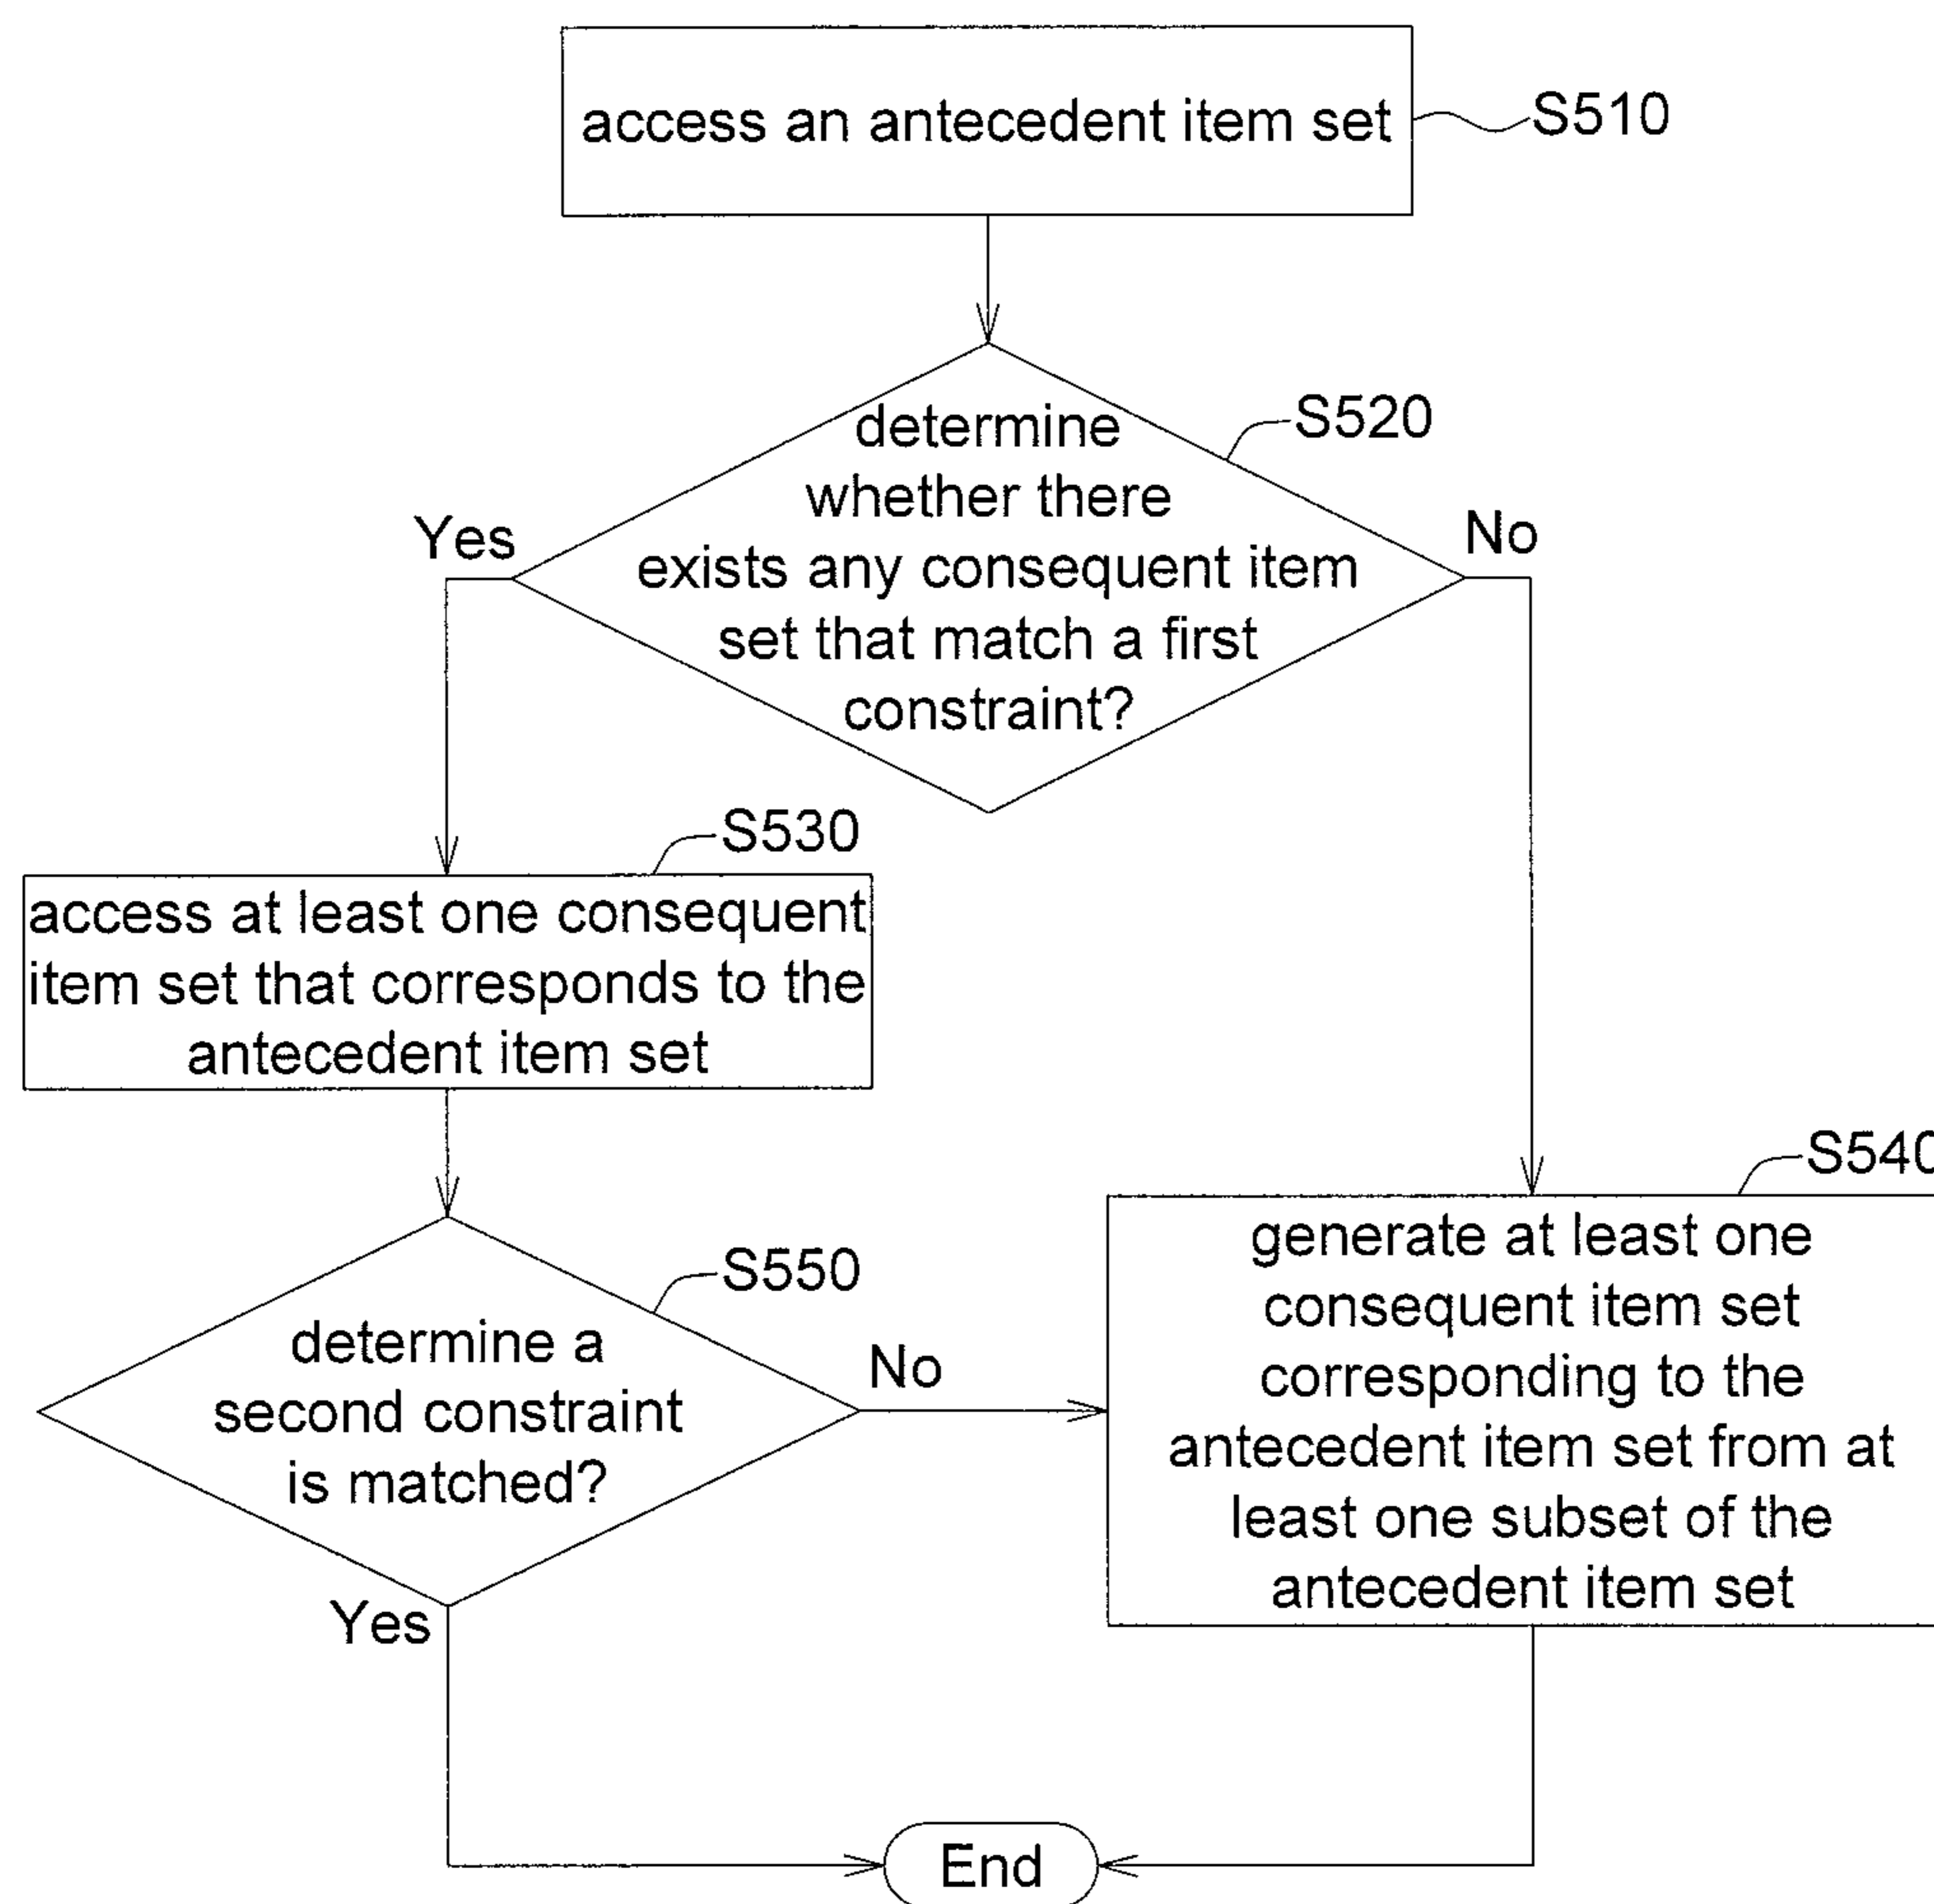 access an antecedent item set
S510
determine
whether there
exists any consequent item
set that match a first
constraint?
S520
Yes
No
S530
access at least one consequent
item set that corresponds to the
antecedent item set
S540
generate at least one
consequent item set
corresponding to the
antecedent item set from at
least one subset of the
antecedent item set
S550
determine a
second constraint
is matched?
No
Yes
End